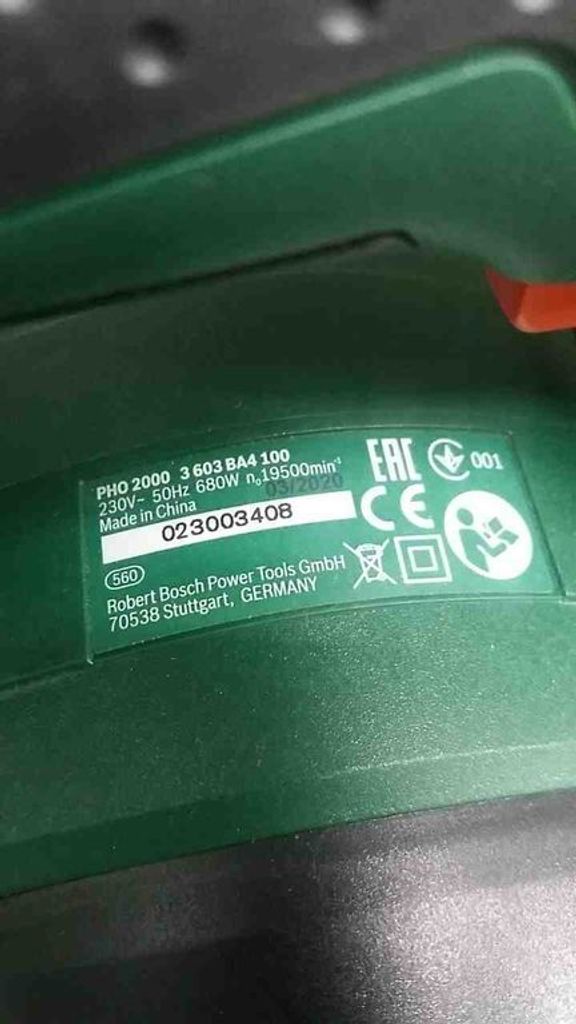 PHO 2000 3 603 BA4 100
230V~ 50Hz 680W n₀19500min⁻¹
Made in China 03/2020
023003408
560
Robert Bosch Power Tools GmbH
70538 Stuttgart, GERMANY
EAC 001
CE